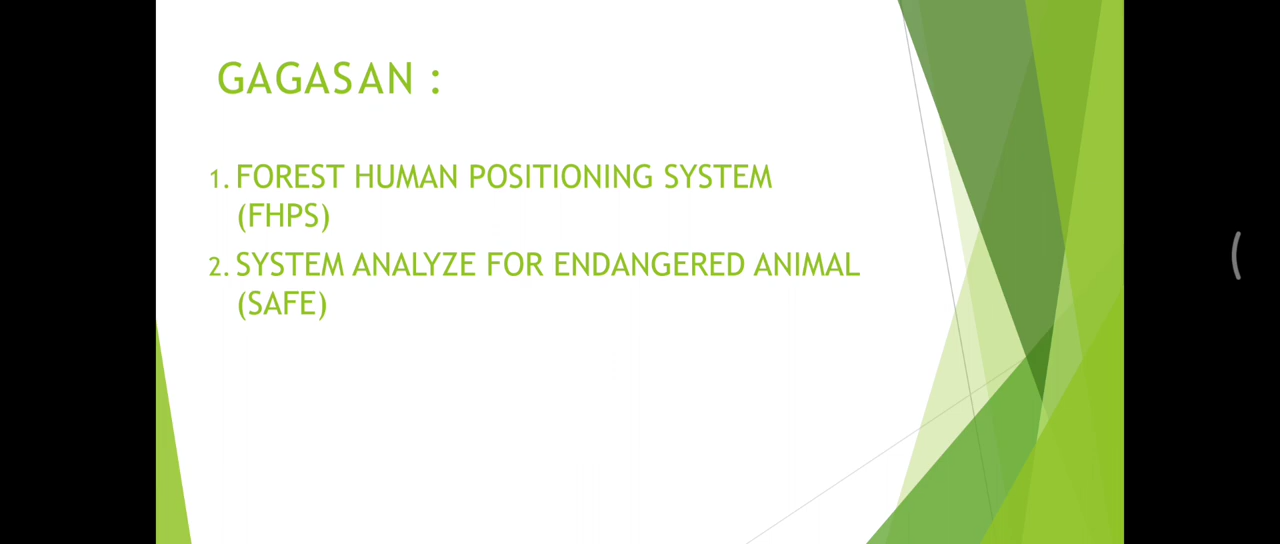 GAGASAN :
1. FOREST HUMAN POSITIONING SYSTEM
(FHPS)
2. SYSTEM ANALYZE FOR ENDANGERED ANIMAL
(SAFE)